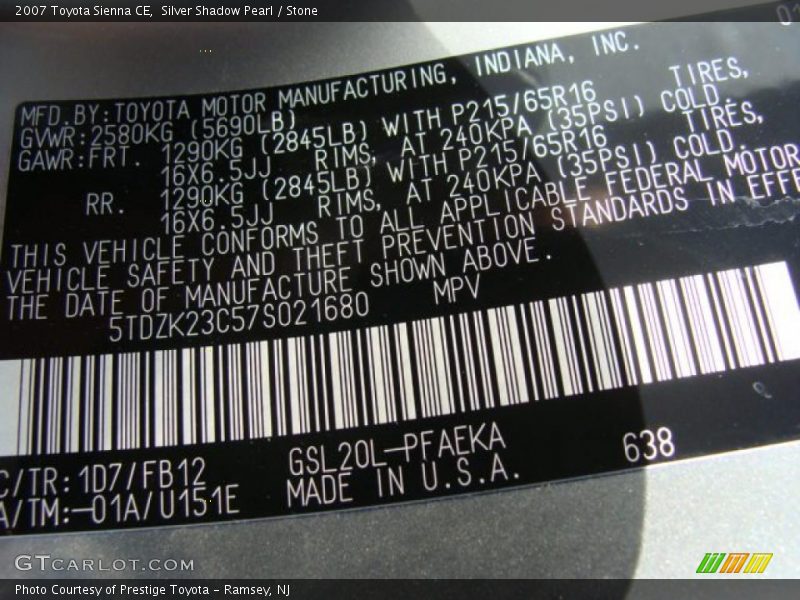 2007 Toyota Sienna CE,  Silver Shadow Pearl / Stone
MFD.BY:TOYOTA MOTOR MANUFACTURING, INDIANA, INC.
GVWR:2580KG (5690LB)
GAWR:FRT. 1290KG (2845LB) WITH P215/65R16 TIRES,
16X6.5JJ RIMS, AT 240KPA (35PSI) COLD
RR. 1290KG (2845LB) WITH P215/65R16 TIRES,
16X6.5JJ RIMS, AT 240KPA (35PSI) COLD.
THIS VEHICLE CONFORMS TO ALL APPLICABLE FEDERAL MOTOR
VEHICLE SAFETY AND THEFT PREVENTION STANDARDS IN EFFE
THE DATE OF MANUFACTURE SHOWN ABOVE.
5TDZK23C57S021680 MPV
C/TR:1D7/FB12 GSL20L-PFAEKA 638
A/TM:-01A/U151E MADE IN U.S.A.
GTCARLOT.COM
Photo Courtesy of Prestige Toyota - Ramsey, NJ